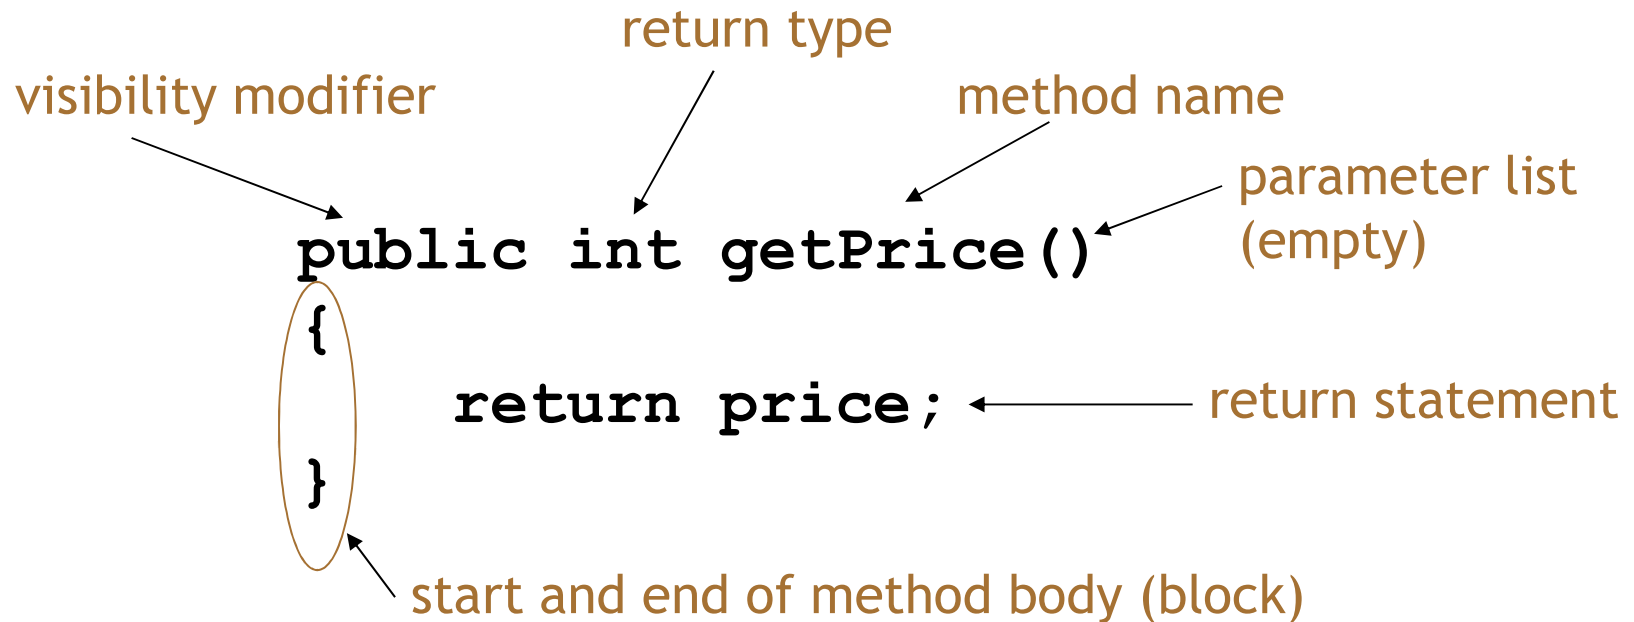 return type
visibility modifier
method name
parameter list
(empty)
public int getPrice()
{
return price;
return statement
}
start and end of method body (block)